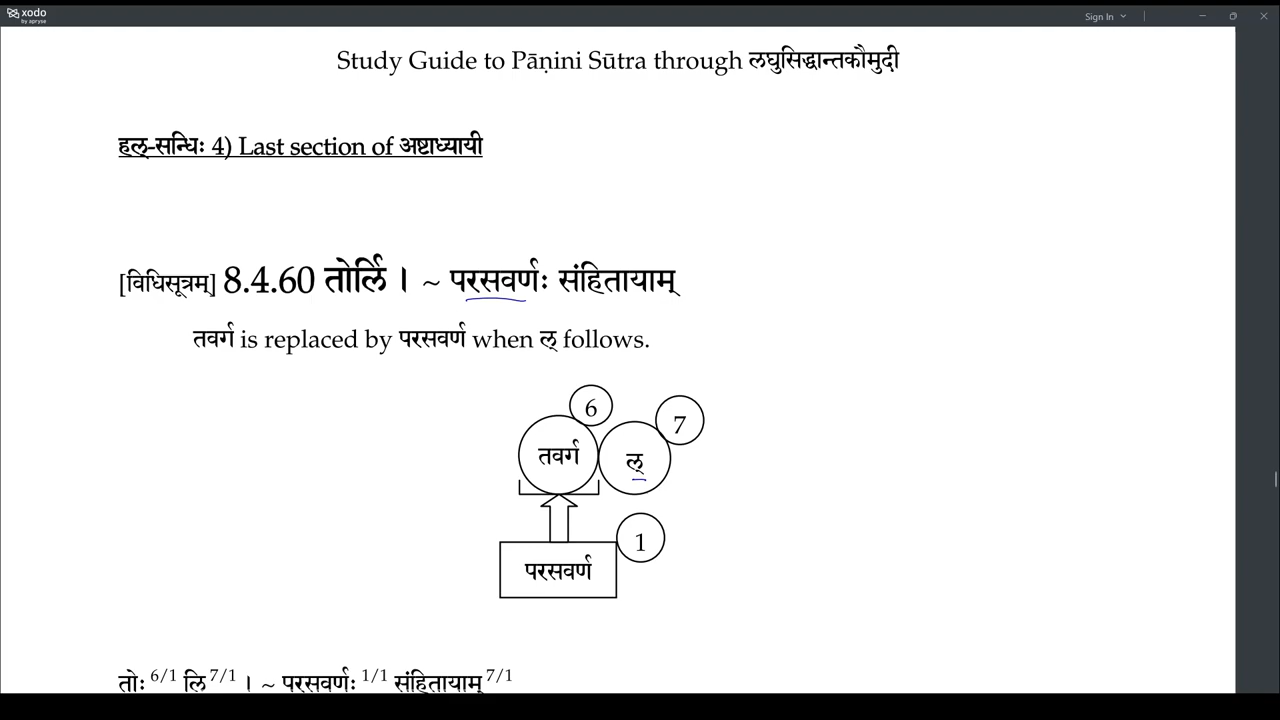 xodo
by apryse
Sign In
Study Guide to Pāṇini Sūtra through लघुसिद्धान्तकौमुदी
हल्-सन्धिः 4) Last section of अष्टाध्यायी
[विधिसूत्रम्] 8.4.60 तोर्लि । ~ परसवर्णः संहितायाम्
तवर्ग is replaced by परसवर्ण when ल् follows.
6
7
तवर्ग ल्
1
परसवर्ण
तोः 6/1 लि 7/1 । ~ परसवर्णः 1/1 संहितायाम् 7/1